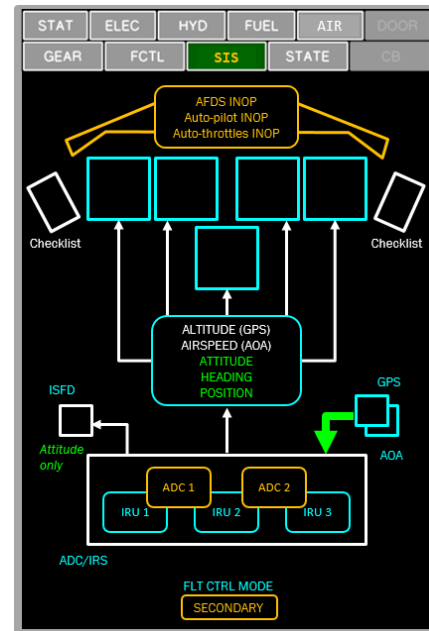 STAT ELEC HYD FUEL AIR DOOR
GEAR FCTL SIS STATE CB
AFDS INOP
Auto-pilot INOP
Auto-throttles INOP
Checklist
Checklist
ALTITUDE (GPS)
AIRSPEED (AOA)
ATTITUDE
HEADING
POSITION
ISFD
GPS
Attitude
only
AOA
ADC 1
ADC 2
IRU 1
IRU 2
IRU 3
ADC/IRS
FLT CTRL MODE
SECONDARY